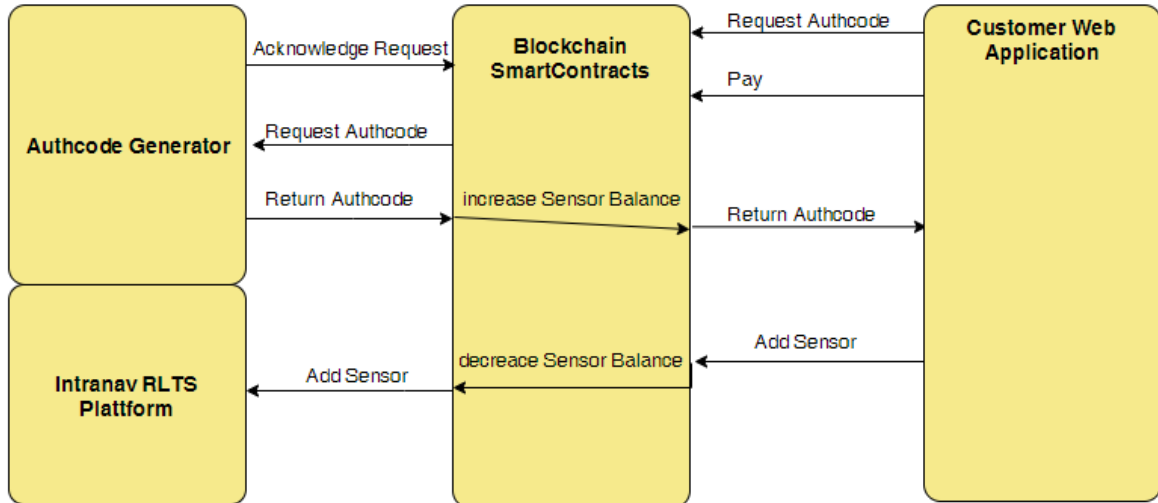 Request Authcode
Customer Web
Application
Acknowledge Request
Blockchain
SmartContracts
Pay
Request Authcode
Authcode Generator
Return Authcode
increase Sensor Balance
Return Authcode
Add Sensor
decreace Sensor Balance
Add Sensor
Intranav RLTS
Plattform